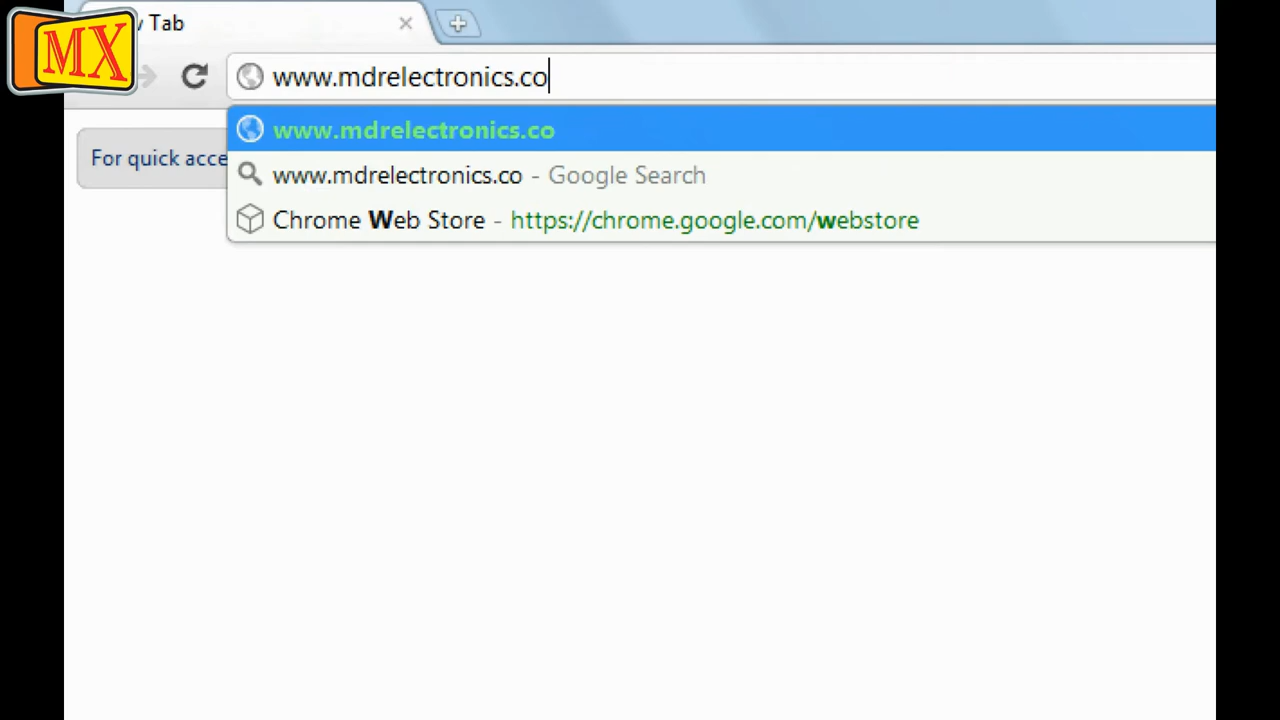 MX
Tab
www.mdrelectronics.co
www.mdrelectronics.co
www.mdrelectronics.co - Google Search
For quick acce
Chrome Web Store - https://chrome.google.com/webstore